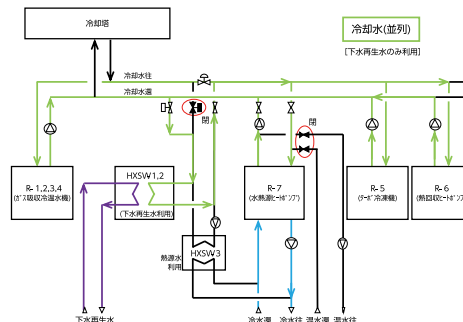 冷却塔
冷却水(並列)
[下水再生水のみ利用]
冷却水往
冷却水還
閉
閉
R-1,2,3,4
(ガス吸収冷温水機)
HXSW1,2
(下水再生水利用)
R-7
(水熱源ヒートポンプ)
R-5
(ターボ冷凍機)
R-6
(熱回収ヒートポンプ
熱源水
利用
HXSW3
下水再生水
冷水還
冷水往
温水還
温水往